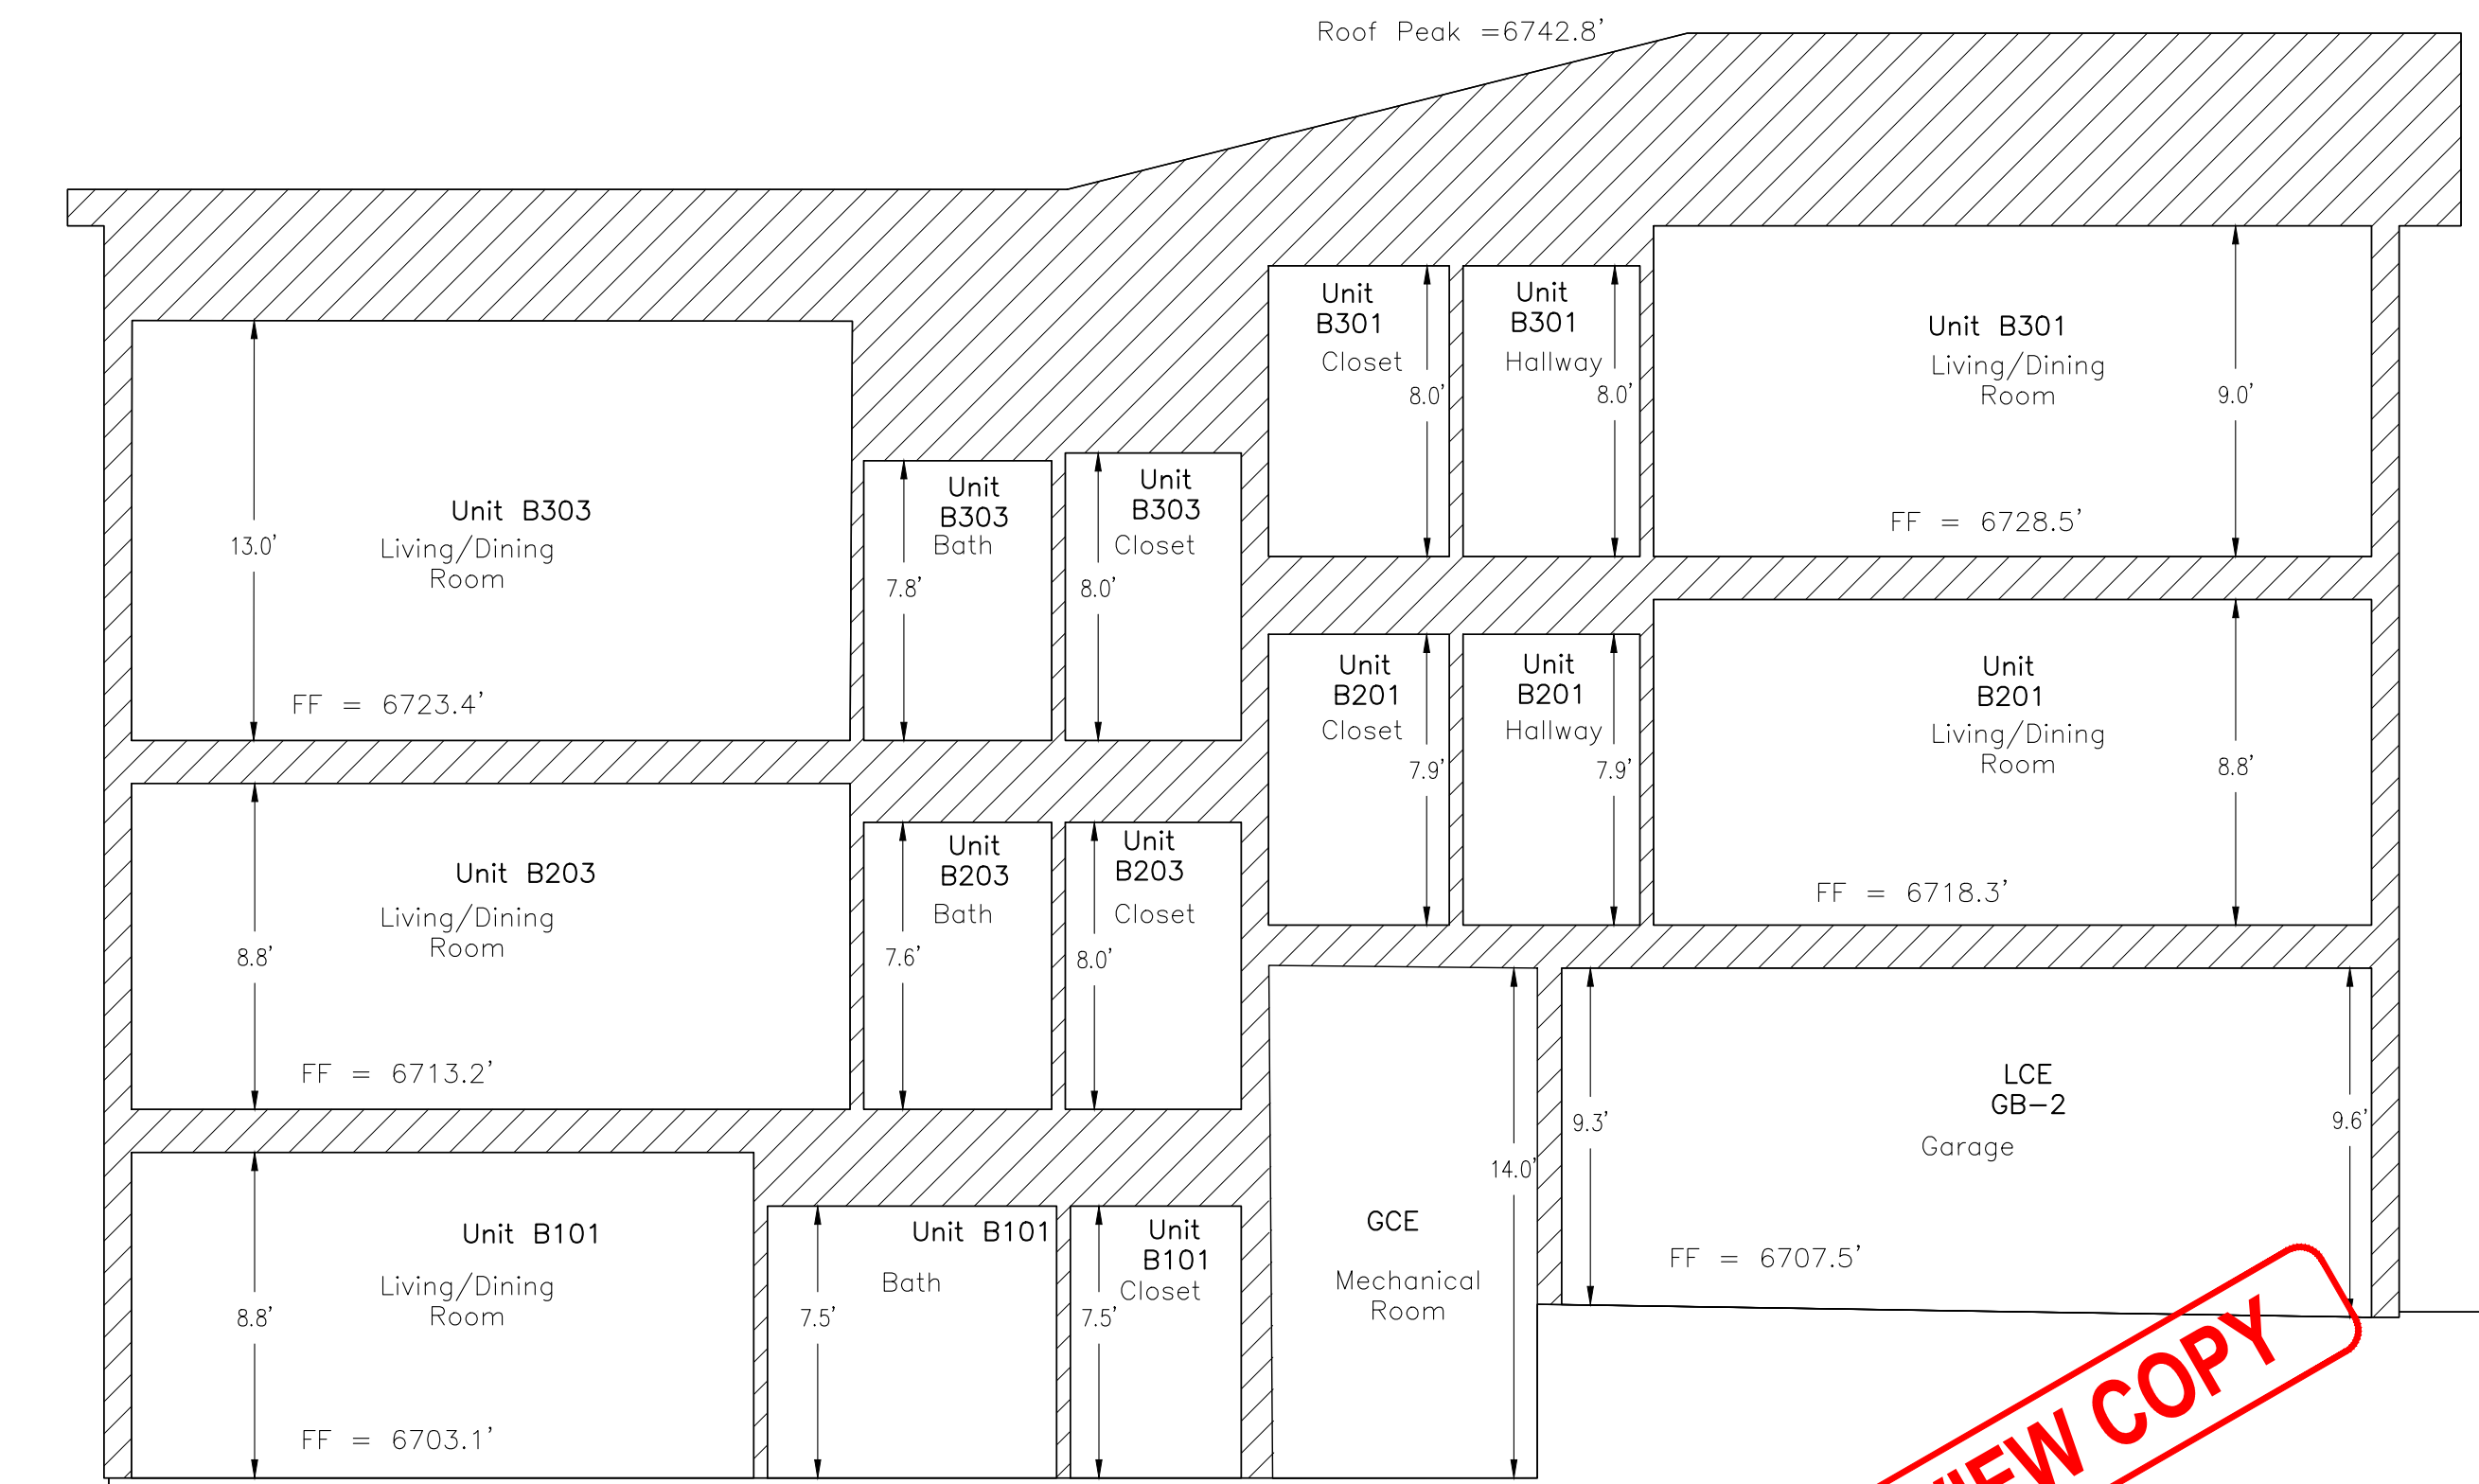 Roof Peak =6742.8'
Unit
B301
Closet
8.0'
Unit
B301
Hallway
8.0'
Unit B301
Living/Dining
Room
9.0'
FF = 6728.5'
Unit B303
Living/Dining
Room
13.0'
FF = 6723.4'
Unit
B303
Bath
7.8'
Unit
B303
Closet
8.0'
Unit
B201
Closet
7.9'
Unit
B201
Hallway
7.9'
Unit
B201
Living/Dining
Room
8.8'
FF = 6718.3'
Unit B203
Living/Dining
Room
8.8'
FF = 6713.2'
Unit
B203
Bath
7.6'
Unit
B203
Closet
8.0'
LCE
GB-2
Garage
9.3'
9.6'
FF = 6707.5'
GCE
Mechanical
Room
14.0'
Unit B101
Living/Dining
Room
8.8'
FF = 6703.1'
Unit B101
Bath
7.5'
Unit
B101
Closet
7.5'
COPY